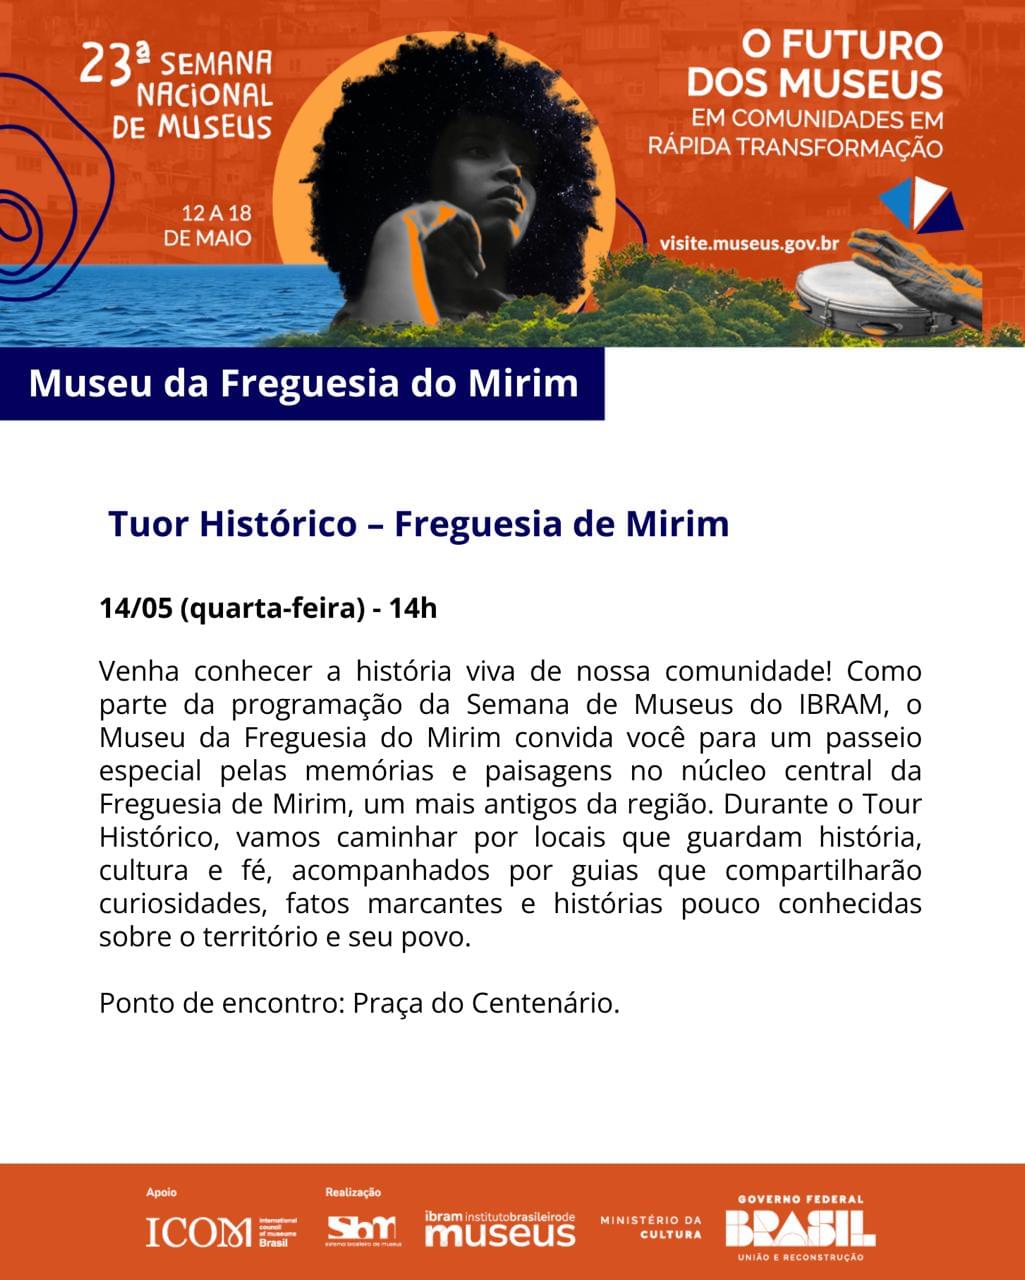 23ª SEMANA
NACIONAL
DE MUSEUS
12 A 18
DE MAIO
O FUTURO
DOS MUSEUS
EM COMUNIDADES EM
RÁPIDA TRANSFORMAÇÃO
visite.museus.gov.br
Museu da Freguesia do Mirim
Tuor Histórico – Freguesia de Mirim
14/05 (quarta-feira) - 14h
Venha conhecer a história viva de nossa comunidade! Como
parte da programação da Semana de Museus do IBRAM, o
Museu da Freguesia do Mirim convida você para um passeio
especial pelas memórias e paisagens no núcleo central da
Freguesia de Mirim, um mais antigos da região. Durante o Tour
Histórico, vamos caminhar por locais que guardam história,
cultura e fé, acompanhados por guias que compartilharão
curiosidades, fatos marcantes e histórias pouco conhecidas
sobre o território e seu povo.
Ponto de encontro: Praça do Centenário.
Apoio
ICOM
international
council
of museums
Brasil
Realização
Sbm
sistema brasileiro de museus
ibram institutobrasileirode
museus
MINISTÉRIO DA
CULTURA
GOVERNO FEDERAL
BRASIL
UNIÃO E RECONSTRUÇÃO